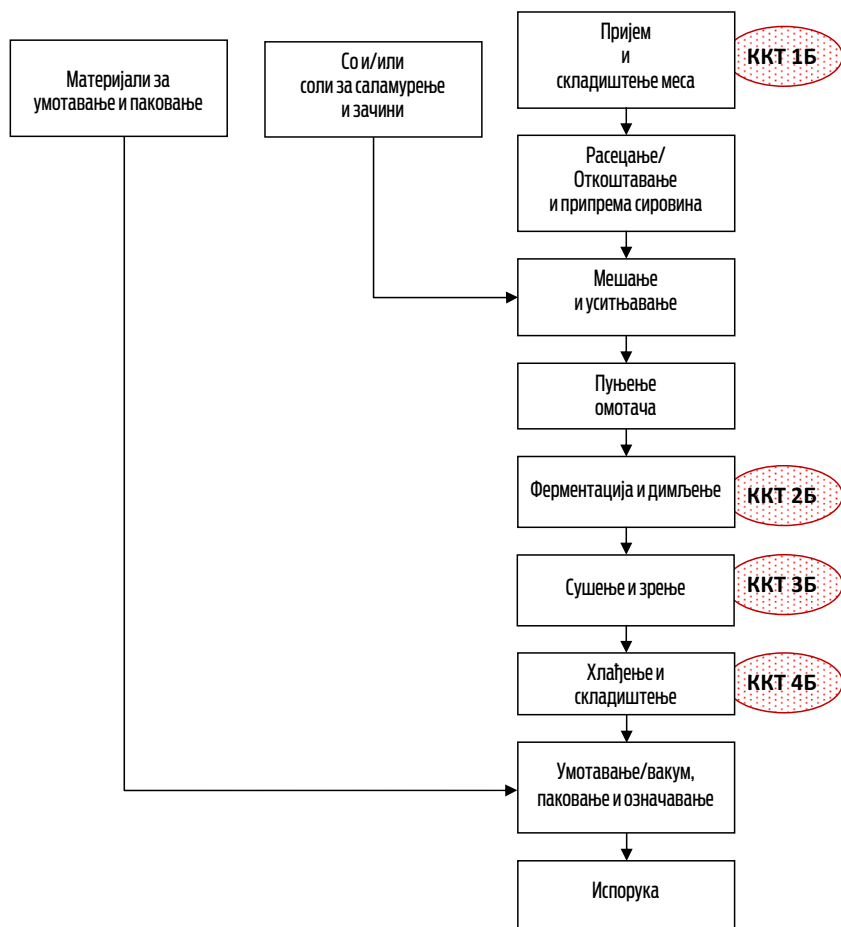 Материјали за
умотавање и паковање
Со и/или
соли за саламурење
и зачини
Пријем
и
складиштење меса
ККТ 1Б
Расецање/
Откоштавање
и припрема сировина
Мешање
и уситњавање
Пуњење
омотача
Ферментација и димљење
ККТ 2Б
Сушење и зрење
ККТ 3Б
Хлађење и
складиштење
ККТ 4Б
Умотавање/вакум,
паковање и означавање
Испорука